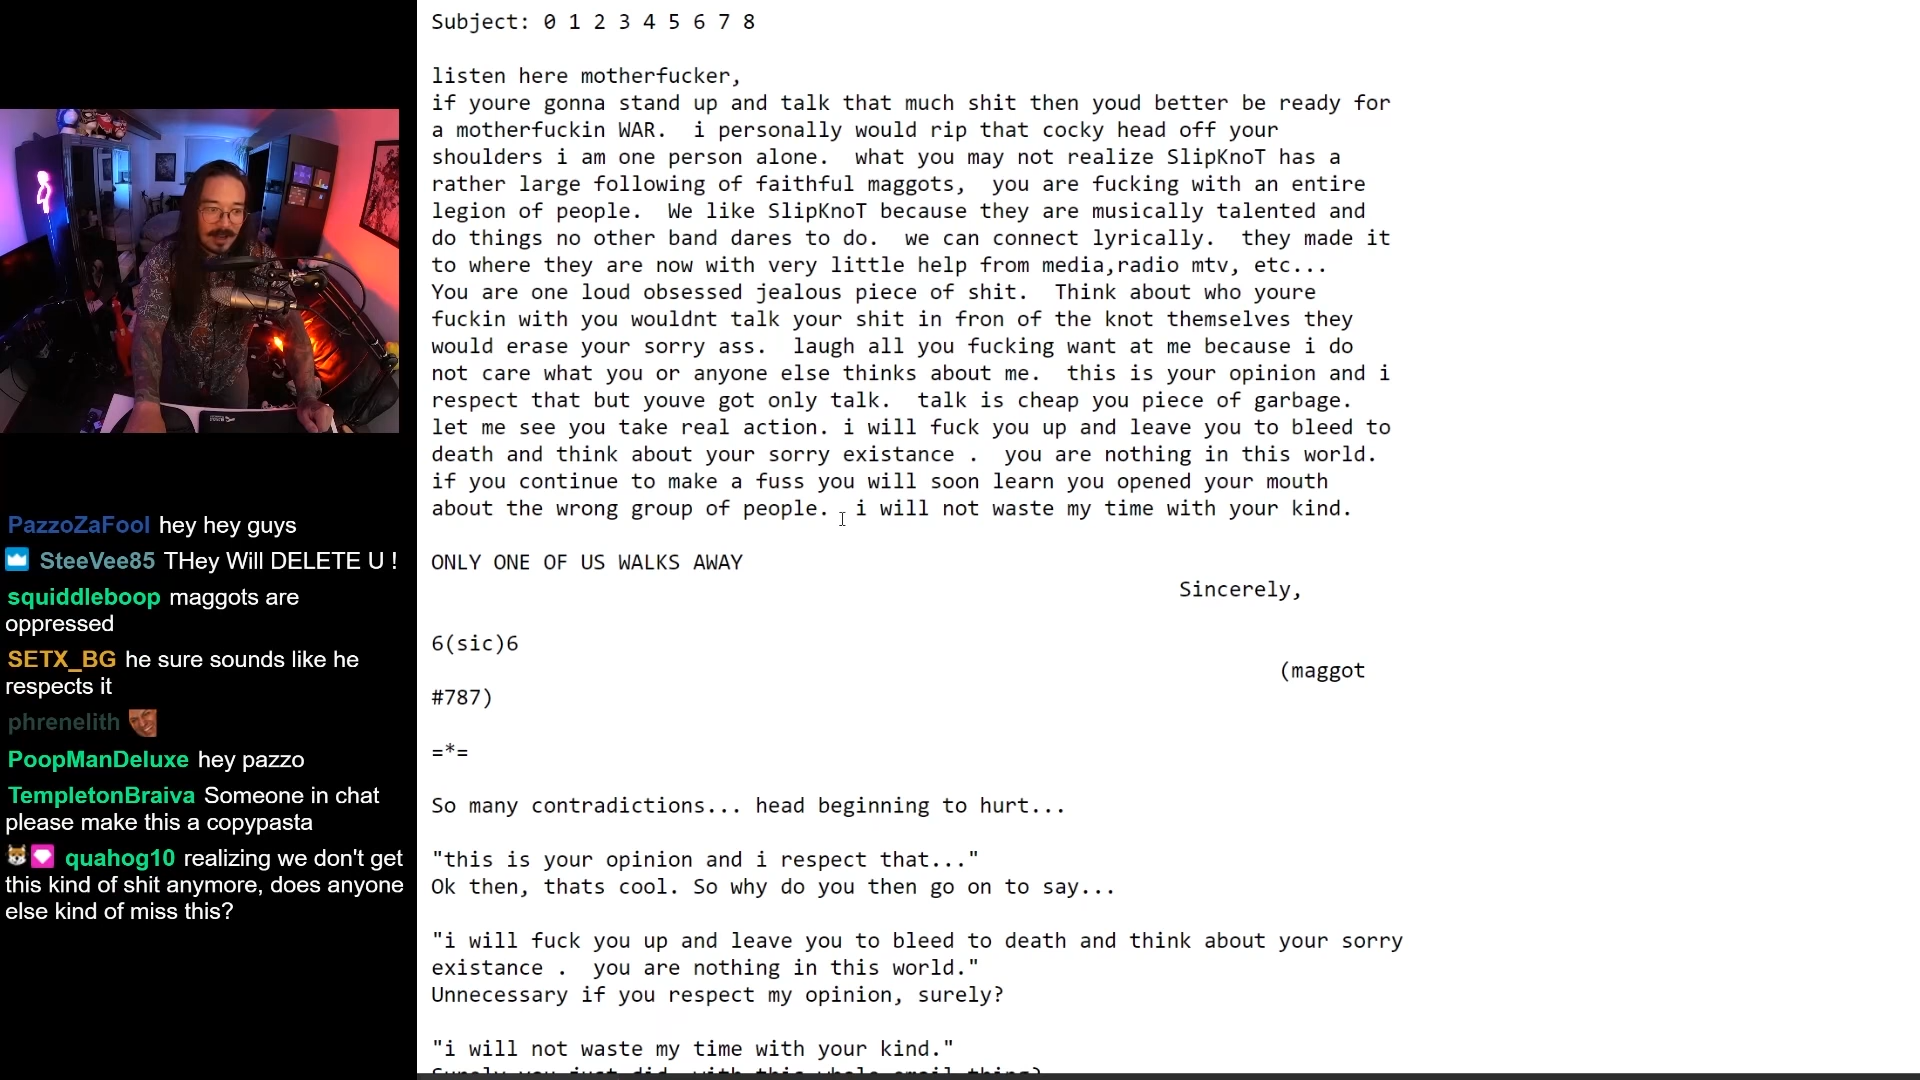 Subject: 0 1 2 3 4 5 6 7 8
listen here motherfucker,
if youre gonna stand up and talk that much shit then youd better be ready for
a motherfuckin WAR.  i personally would rip that cocky head off your
shoulders i am one person alone.  what you may not realize SlipKnoT has a
rather large following of faithful maggots,  you are fucking with an entire
legion of people.  We like SlipKnoT because they are musically talented and
do things no other band dares to do.  we can connect lyrically.  they made it
to where they are now with very little help from media,radio mtv, etc...
You are one loud obsessed jealous piece of shit.  Think about who youre
fuckin with you wouldnt talk your shit in fron of the knot themselves they
would erase your sorry ass.  laugh all you fucking want at me because i do
not care what you or anyone else thinks about me.  this is your opinion and i
respect that but youve got only talk.  talk is cheap you piece of garbage.
let me see you take real action. i will fuck you up and leave you to bleed to
death and think about your sorry existance .  you are nothing in this world.
if you continue to make a fuss you will soon learn you opened your mouth
about the wrong group of people.  i will not waste my time with your kind.
ONLY ONE OF US WALKS AWAY
Sincerely,
6(sic)6
(maggot
#787)
=*=
So many contradictions... head beginning to hurt...
"this is your opinion and i respect that..."
Ok then, thats cool. So why do you then go on to say...
"i will fuck you up and leave you to bleed to death and think about your sorry
existance .  you are nothing in this world."
Unnecessary if you respect my opinion, surely?
"i will not waste my time with your kind."
Surely you just did, with this whole email thing?
PazzoZaFool hey hey guys
SteeVee85 THey Will DELETE U !
squiddleboop maggots are
oppressed
SETX_BG he sure sounds like he
respects it
phrenelith
PoopManDeluxe hey pazzo
TempletonBraiva Someone in chat
please make this a copypasta
quahog10 realizing we don't get
this kind of shit anymore, does anyone
else kind of miss this?